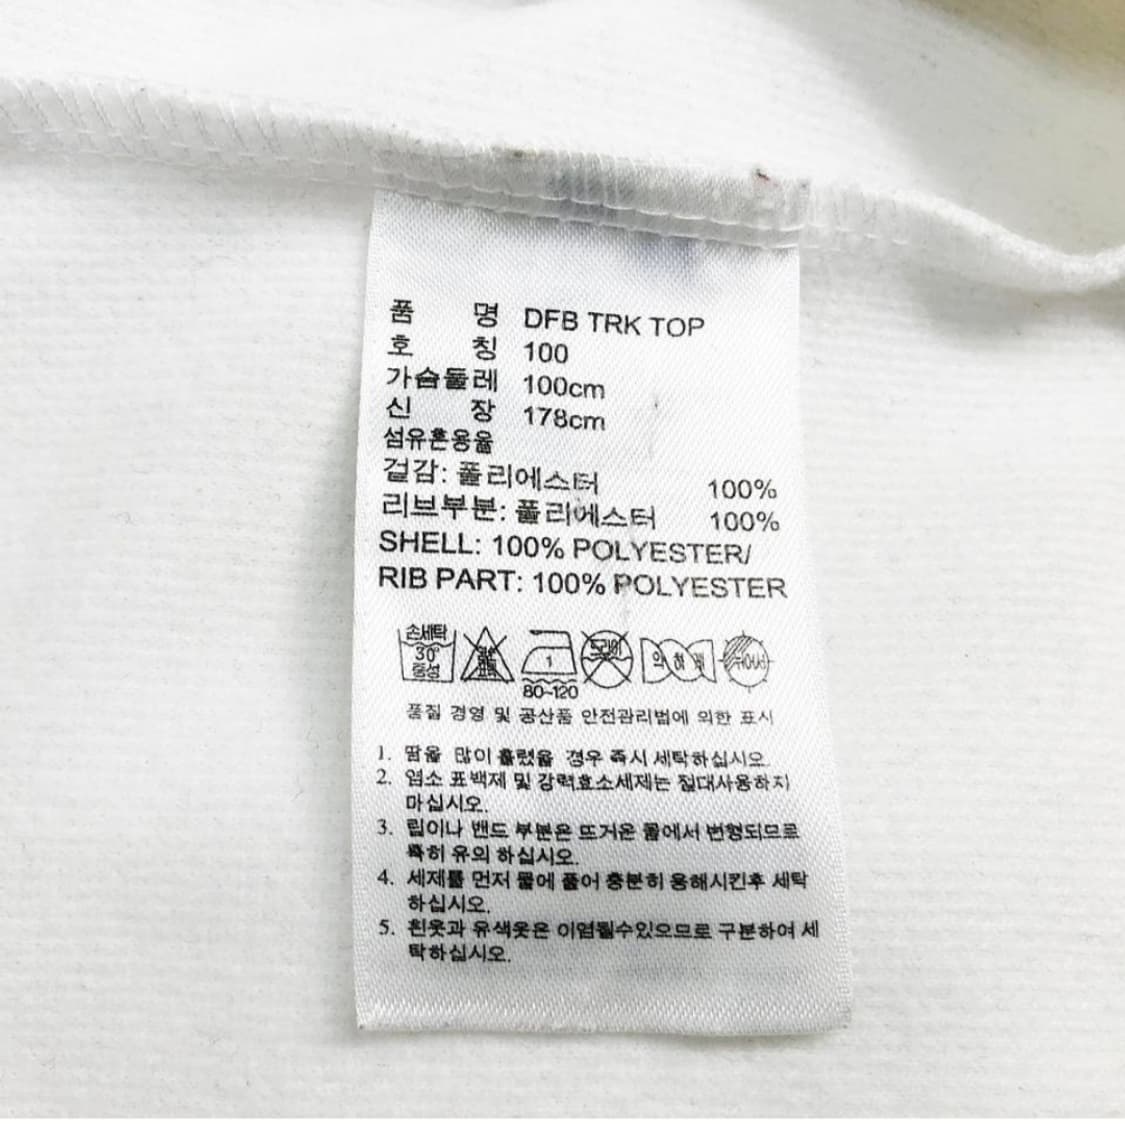 품 명 DFB TRK TOP
호 칭 100
가슴둘레 100cm
신 장 178cm
섬유혼용율
겉감: 폴리에스터 100%
리브부분: 폴리에스터 100%
SHELL: 100% POLYESTER/
RIB PART: 100% POLYESTER
손세탁 30° 중성 염소 표백 1 80~120 드라이 약하게 뉘어서
품질 경영 및 공산품 안전관리법에 의한 표시
1. 땀을 많이 흘렸을 경우 즉시 세탁하십시오.
2. 염소 표백제 및 강력효소세제는 절대사용하지
마십시오.
3. 립이나 밴드 부분은 뜨거운 물에서 변형되므로
특히 유의 하십시오.
4. 세제를 먼저 물에 풀어 충분히 용해시킨후 세탁
하십시오.
5. 흰옷과 유색옷은 이염될수있으므로 구분하여 세
탁하십시오.